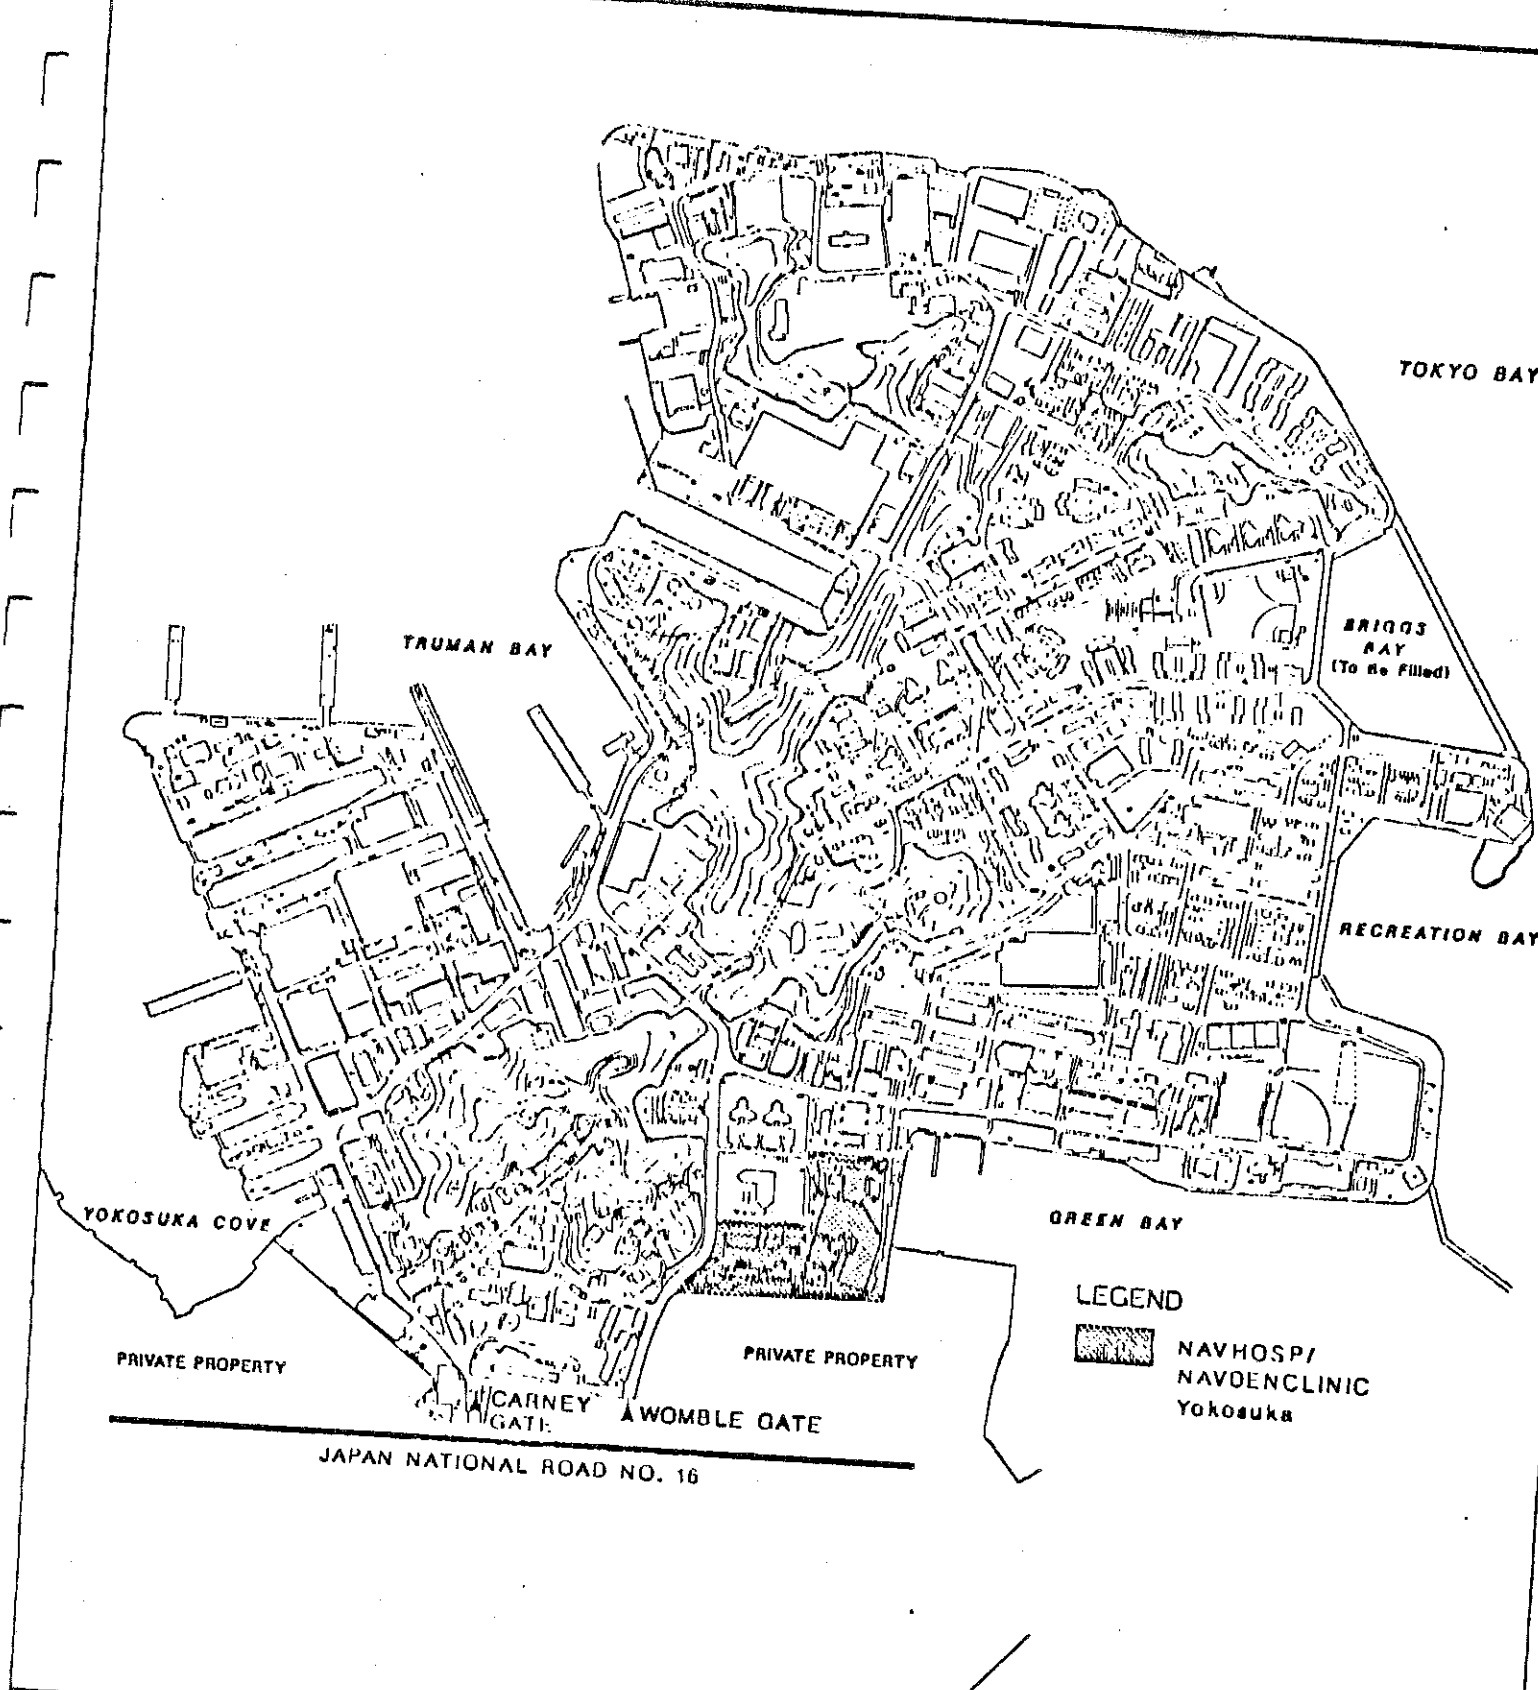 TOKYO BAY
TRUMAN BAY
BRIGGS
BAY
(To Be Filled)
RECREATION BAY
YOKOSUKA COVE
GREEN BAY
LEGEND
NAVHOSP/
NAVDENCLINIC
Yokosuka
PRIVATE PROPERTY
PRIVATE PROPERTY
CARNEY
GATE
WOMBLE GATE
JAPAN NATIONAL ROAD NO. 16